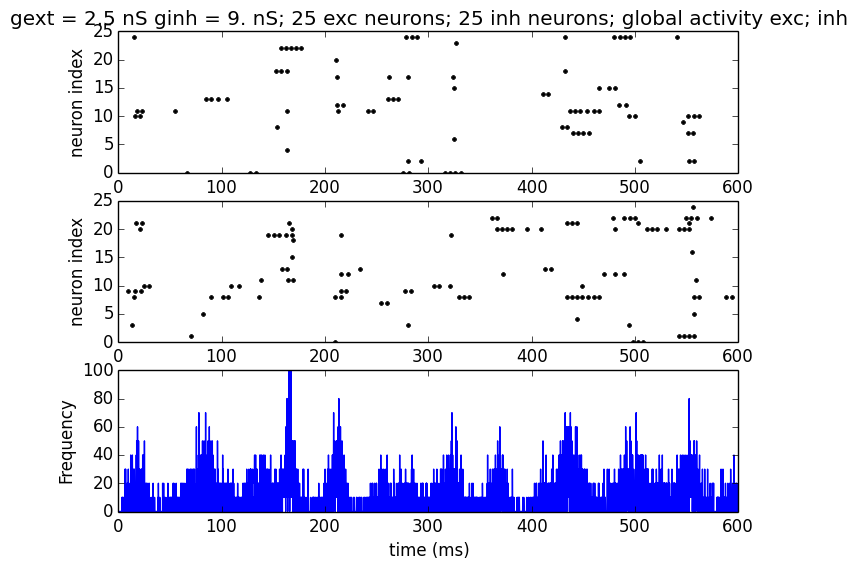 gext = 2.5 nS ginh = 9. nS; 25 exc neurons; 25 inh neurons; global activity exc; inh
25
20
15
10
5
0
neuron index
0 100 200 300 400 500 600
25
20
15
10
5
0
neuron index
0 100 200 300 400 500 600
100
80
60
40
20
0
Frequency
0 100 200 300 400 500 600
time (ms)